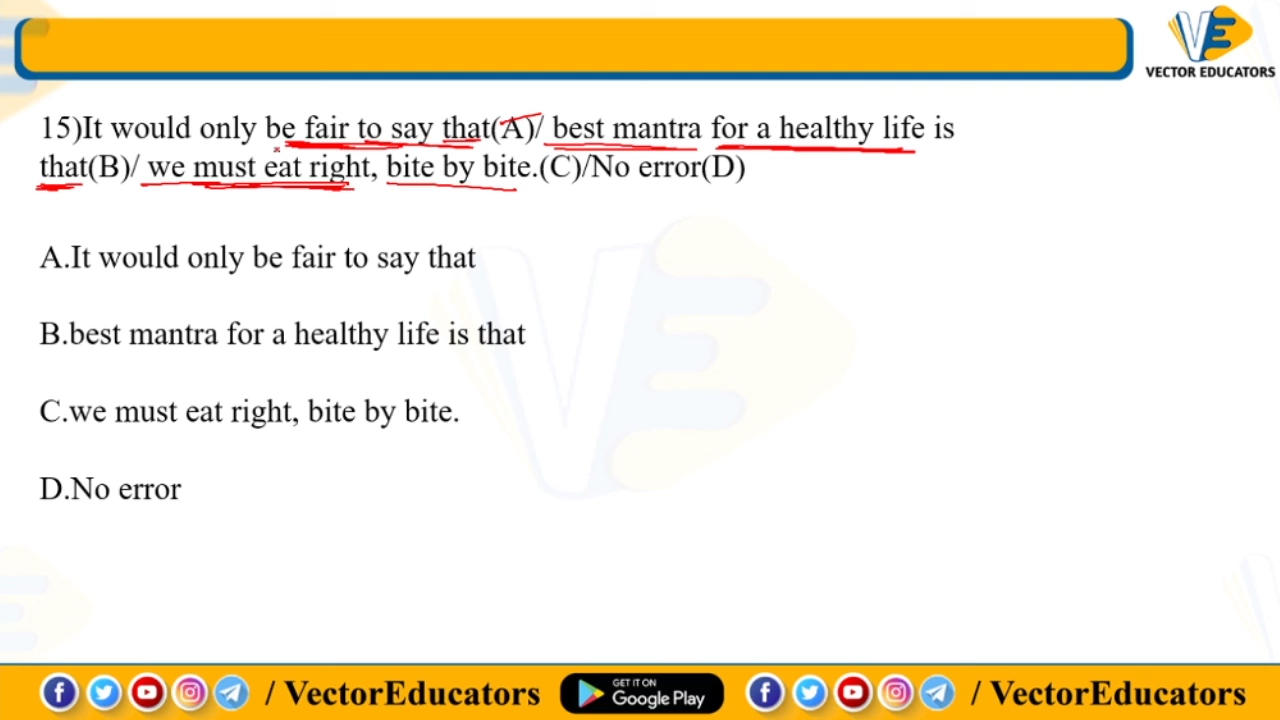 VE
VECTOR EDUCATORS
15)It would only be fair to say that(A)/ best mantra for a healthy life is
that(B)/ we must eat right, bite by bite.(C)/No error(D)
A.It would only be fair to say that
B.best mantra for a healthy life is that
C.we must eat right, bite by bite.
D.No error
/ VectorEducators
GET IT ON
Google Play
/ VectorEducators